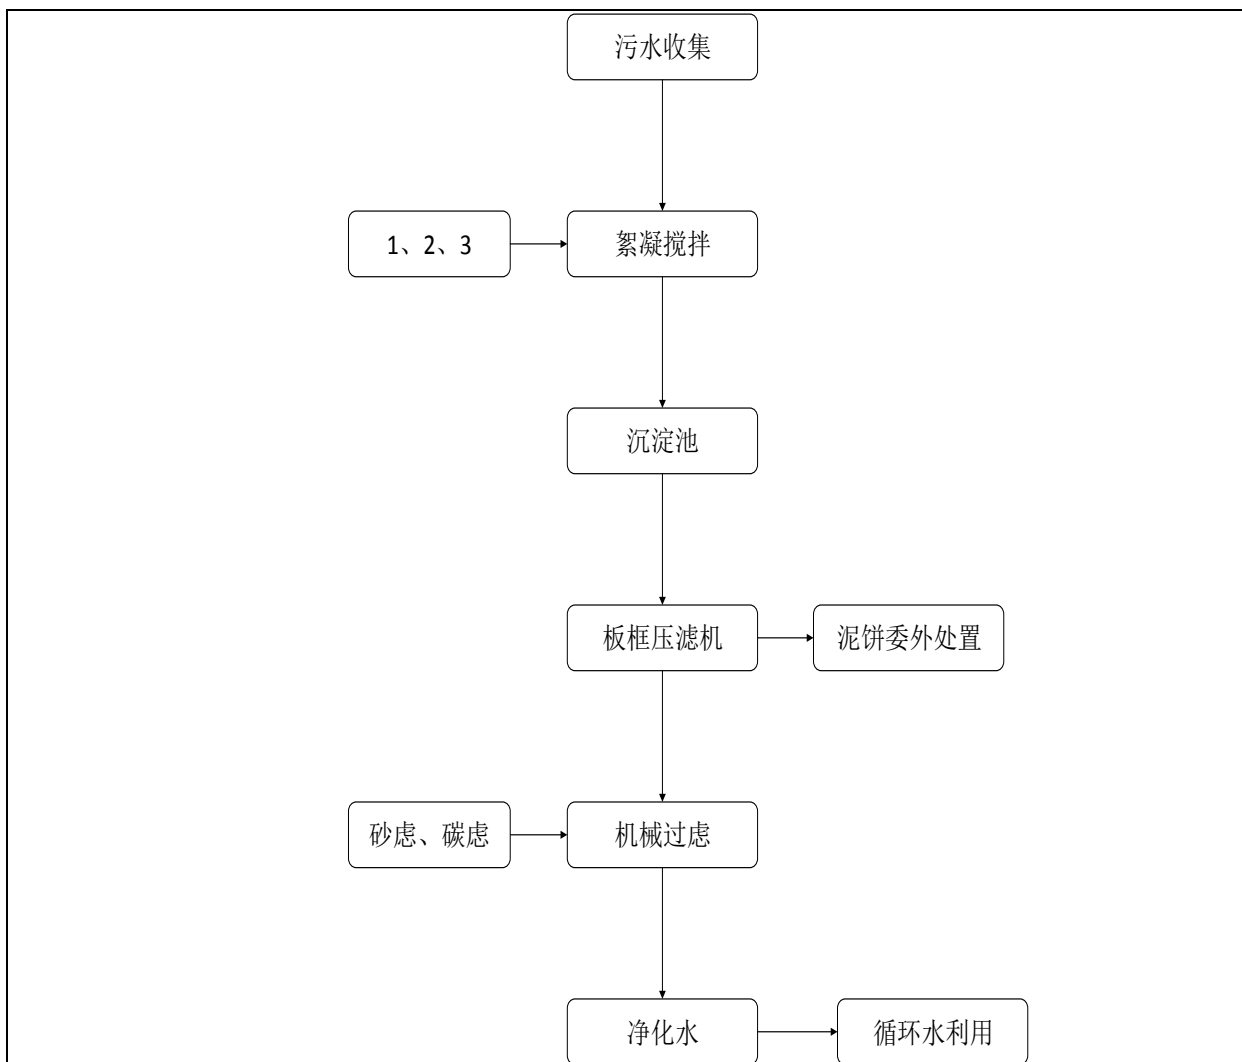 污水收集
1、2、3
絮凝搅拌
沉淀池
板框压滤机
泥饼委外处置
砂虑、碳虑
机械过虑
净化水
循环水利用